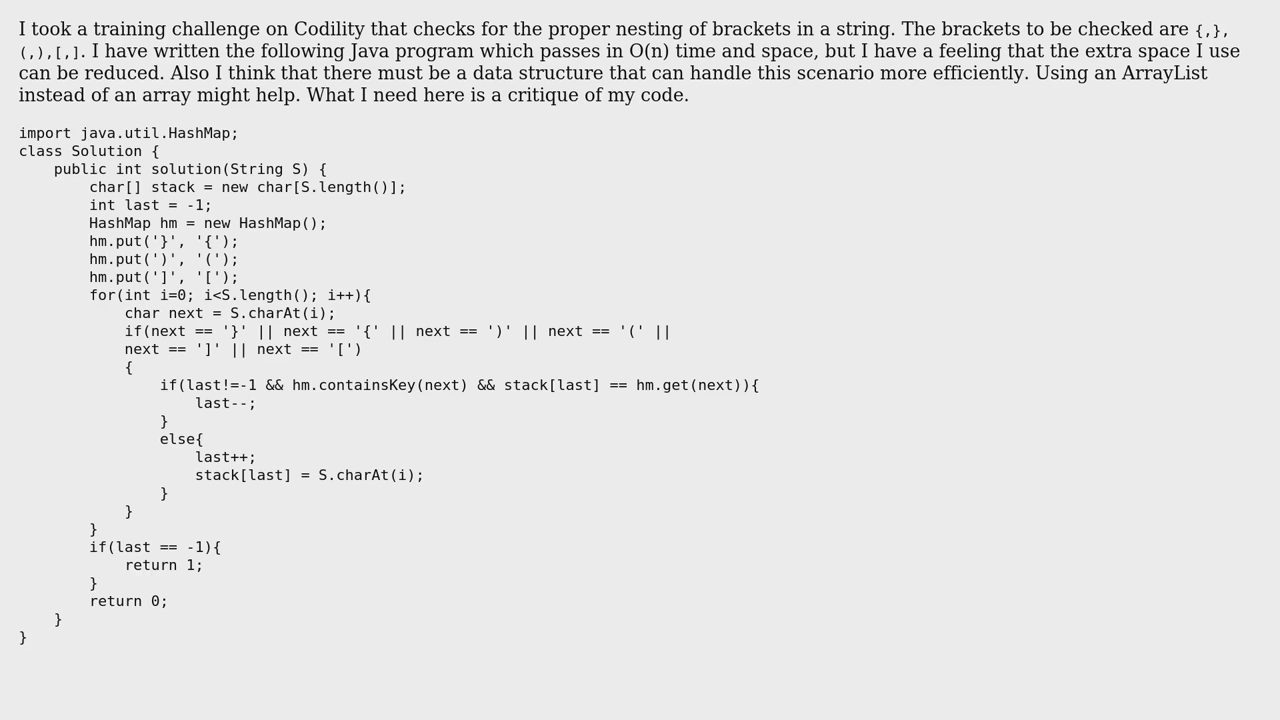 I took a training challenge on Codility that checks for the proper nesting of brackets in a string. The brackets to be checked are {,},
(,),[,]. I have written the following Java program which passes in O(n) time and space, but I have a feeling that the extra space I use
can be reduced. Also I think that there must be a data structure that can handle this scenario more efficiently. Using an ArrayList
instead of an array might help. What I need here is a critique of my code.
import java.util.HashMap;
class Solution {
    public int solution(String S) {
        char[] stack = new char[S.length()];
        int last = -1;
        HashMap hm = new HashMap();
        hm.put('}', '{');
        hm.put(')', '(');
        hm.put(']', '[');
        for(int i=0; i<S.length(); i++){
            char next = S.charAt(i);
            if(next == '}' || next == '{' || next == ')' || next == '(' ||
            next == ']' || next == '[')
            {
                if(last!=-1 && hm.containsKey(next) && stack[last] == hm.get(next)){
                    last--;
                }
                else{
                    last++;
                    stack[last] = S.charAt(i);
                }
            }
        }
        if(last == -1){
            return 1;
        }
        return 0;
    }
}